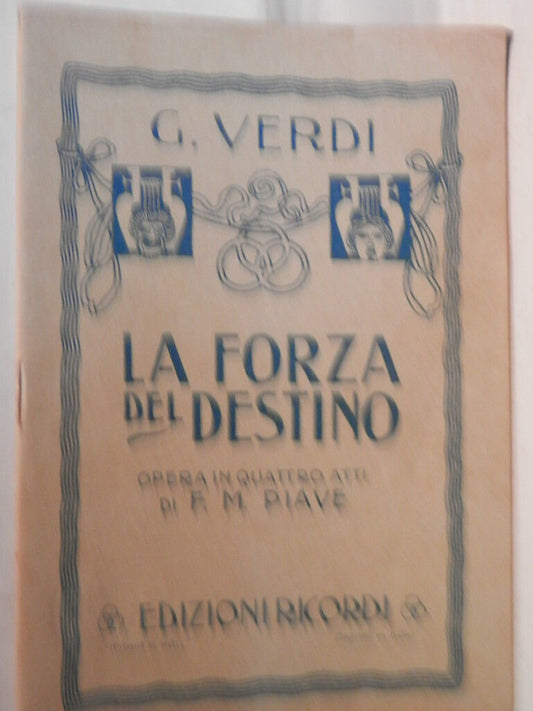 G. VERDI
LA FORZA
DEL DESTINO
OPERA IN QUATTRO ATTI
DI F. M. PIAVE
EDIZIONI RICORDI